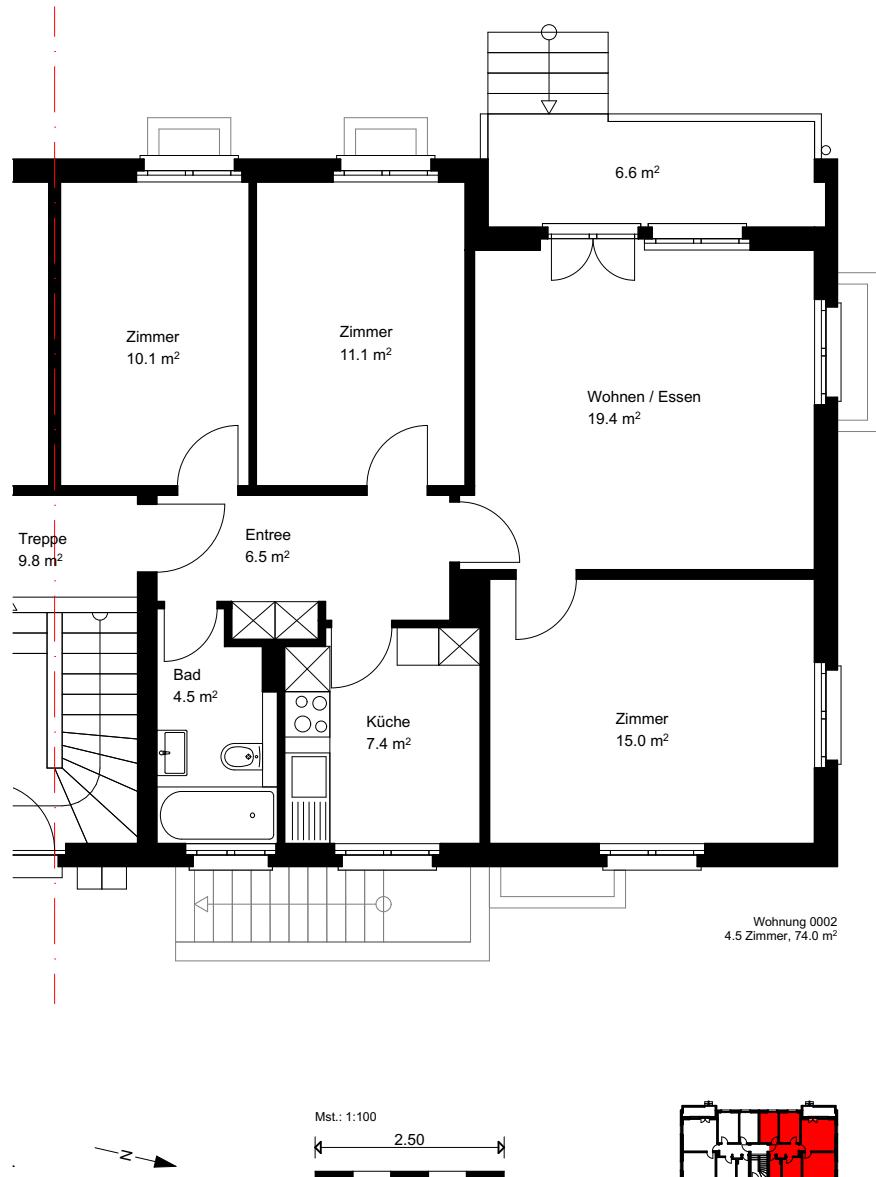 6.6 m²
Zimmer
10.1 m²
Zimmer
11.1 m²
Wohnen / Essen
19.4 m²
Treppe
9.8 m²
Entree
6.5 m²
Bad
4.5 m²
Küche
7.4 m²
Zimmer
15.0 m²
Wohnung 0002
4.5 Zimmer, 74.0 m²
Mst.: 1:100
2.50
N